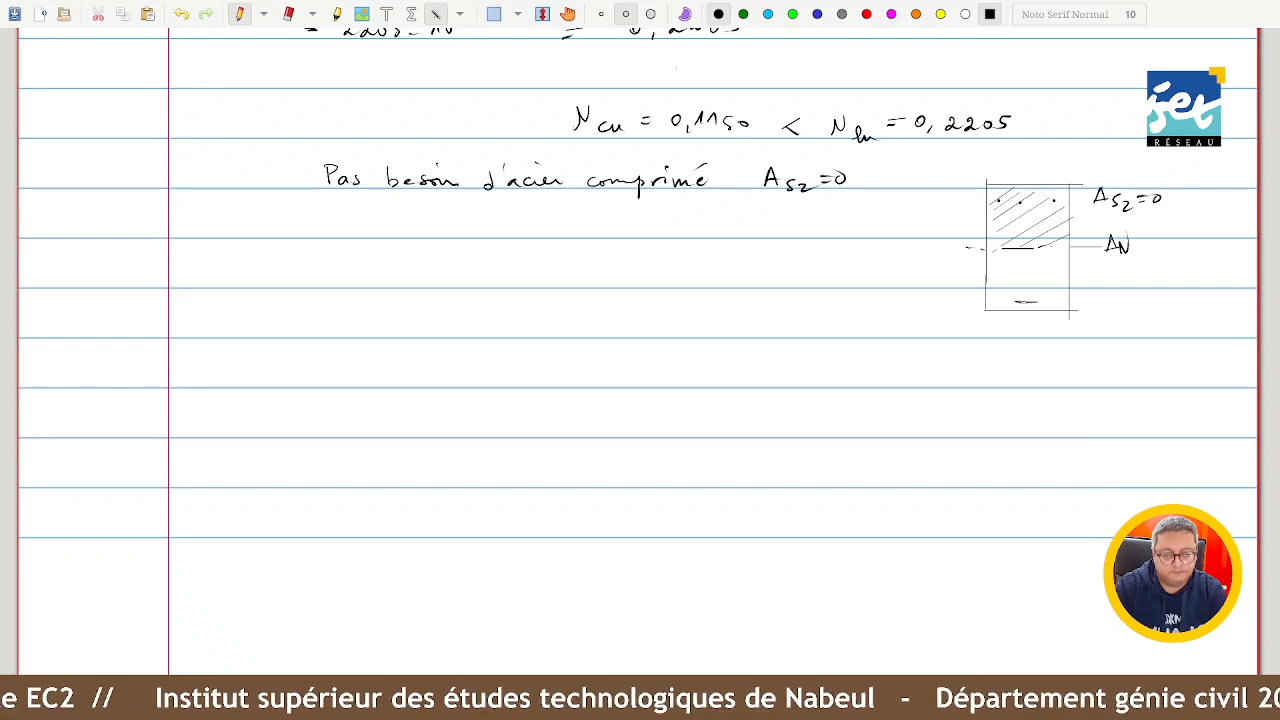 Noto Serif Normal 10
iset
RÉSEAU
μcu = 0,1150 < μlu = 0,2205
Pas besoin d'acier comprimé As2=0
As2=0
AN
e EC2 // Institut supérieur des études technologiques de Nabeul - Département génie civil 20